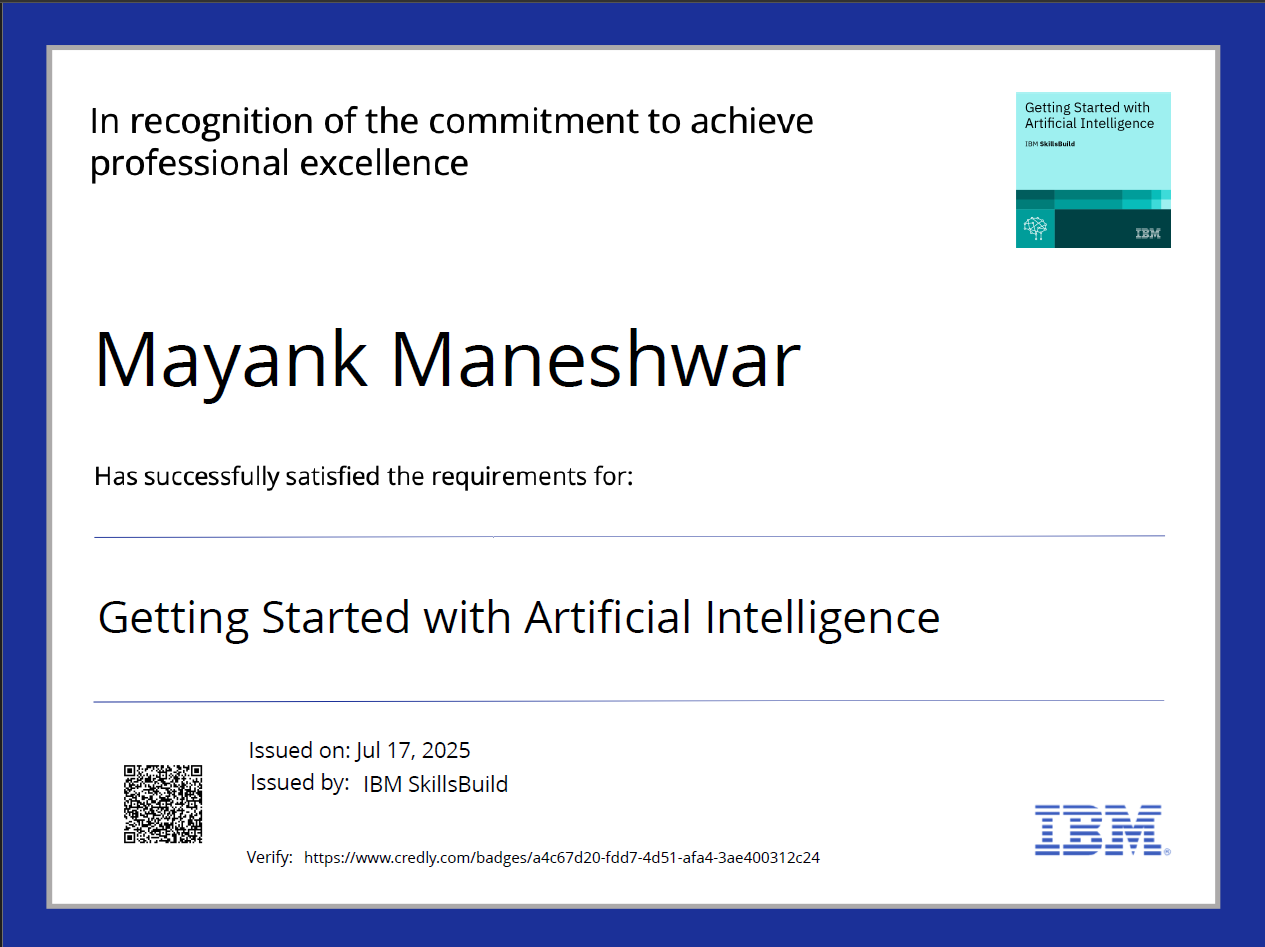 In recognition of the commitment to achieve
professional excellence
Getting Started with
Artificial Intelligence
IBM SkillsBuild
IBM
Mayank Maneshwar
Has successfully satisfied the requirements for:
Getting Started with Artificial Intelligence
Issued on: Jul 17, 2025
Issued by: IBM SkillsBuild
Verify: https://www.credly.com/badges/a4c67d20-fdd7-4d51-afa4-3ae400312c24
IBM®